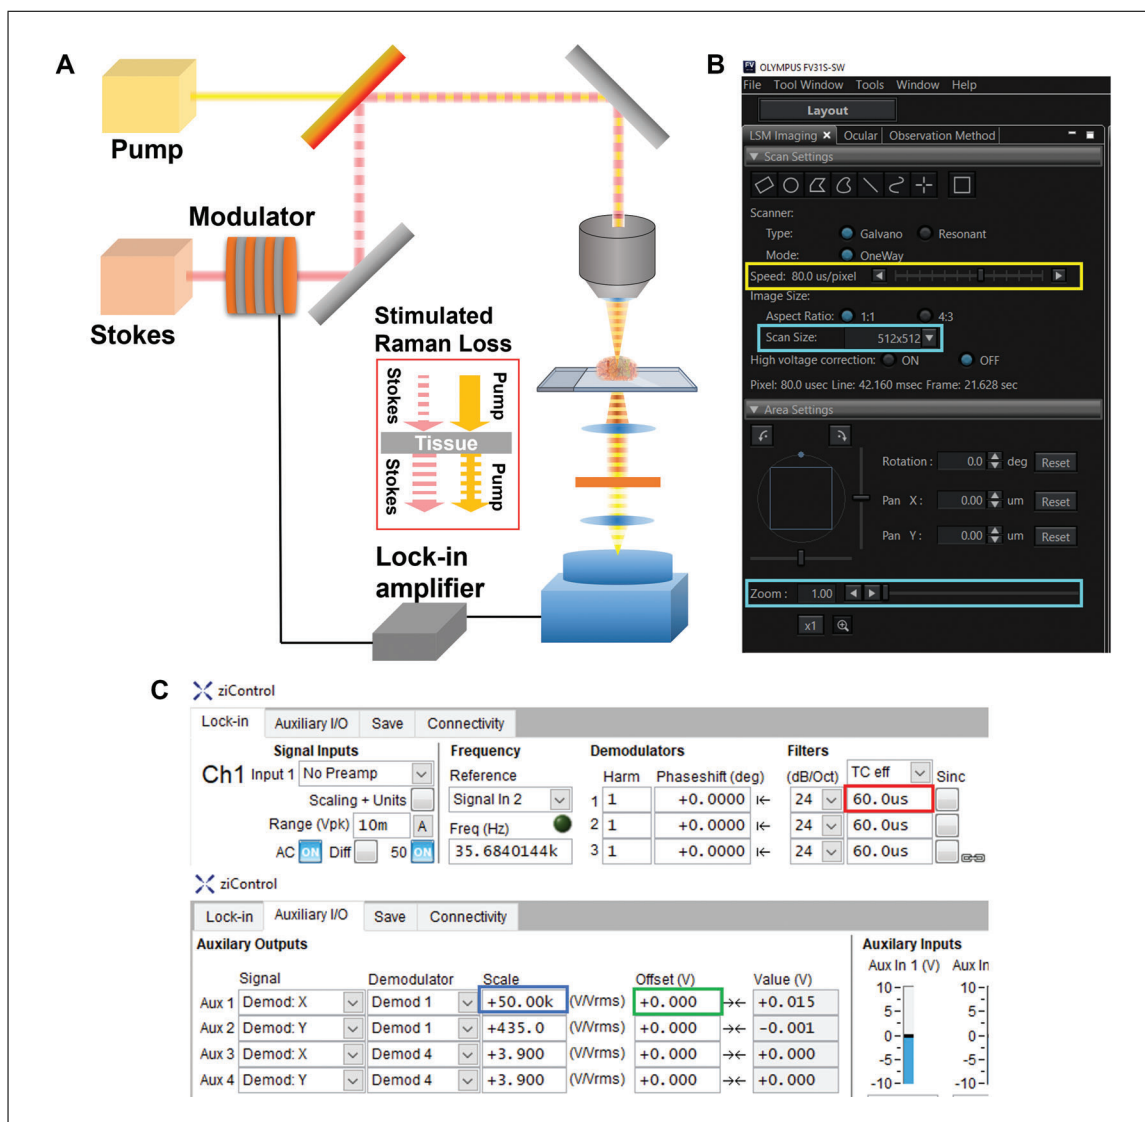 A
Pump
Modulator
Stokes
Stimulated
Raman Loss
Stokes
Pump
Tissue
Stokes
Pump
Lock-in
amplifier
B
FV OLYMPUS FV31S-SW
File Tool Window Tools Window Help
Layout
LSM Imaging × Ocular Observation Method
Scan Settings
Scanner:
Type: Galvano Resonant
Mode: OneWay
Speed: 80.0 us/pixel
Image Size:
Aspect Ratio: 1:1 4:3
Scan Size: 512x512
High voltage correction: ON OFF
Pixel: 80.0 usec Line: 42.160 msec Frame: 21.628 sec
Area Settings
Rotation : 0.0 deg Reset
Pan X : 0.00 um Reset
Pan Y : 0.00 um Reset
Zoom : 1.00
x1
C
ziControl
Lock-in Auxiliary I/O Save Connectivity
Signal Inputs Frequency Demodulators Filters
Ch1 Input 1 No Preamp Reference Harm Phaseshift (deg) (dB/Oct) TC eff Sinc
Scaling + Units Signal In 2 1 1 +0.0000 24 60.0us
Range (Vpk) 10m A Freq (Hz) 2 1 +0.0000 24 60.0us
AC ON Diff 50 ON 35.6840144k 3 1 +0.0000 24 60.0us
ziControl
Lock-in Auxiliary I/O Save Connectivity
Auxilary Outputs Auxilary Inputs
Signal Demodulator Scale Offset (V) Value (V) Aux In 1 (V) Aux In
Aux 1 Demod: X Demod 1 +50.00k (V/Vrms) +0.000 +0.015
Aux 2 Demod: Y Demod 1 +435.0 (V/Vrms) +0.000 -0.001
Aux 3 Demod: X Demod 4 +3.900 (V/Vrms) +0.000 +0.000
Aux 4 Demod: Y Demod 4 +3.900 (V/Vrms) +0.000 +0.000
10 10
5 5
0 0
-5 -5
-10 -10